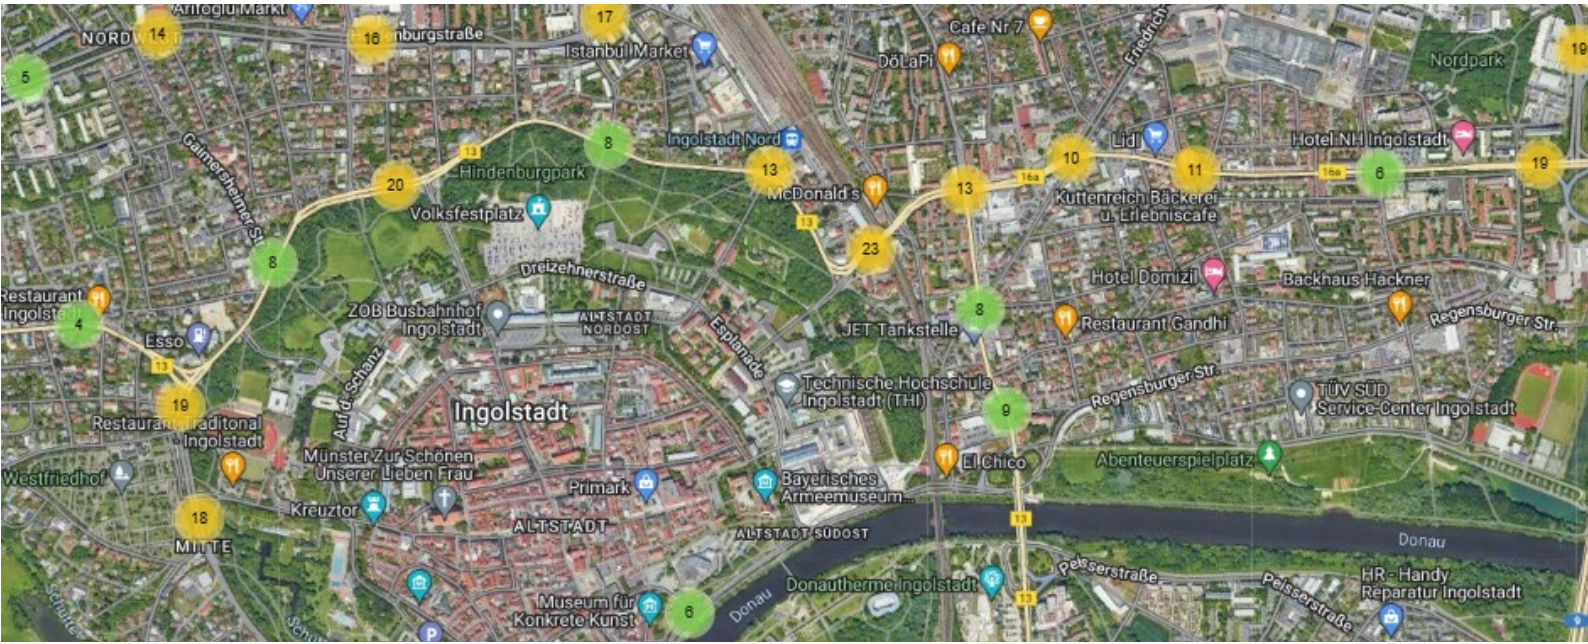 Arifoglu Markt
17
NORDWEST
14
16
Istanbul Market
Cafe Nr 7
DöLaPi
Friedrich-
Nordpark
19
5
Gaimersheimer Str.
13
8
Ingolstadt Nord
Lidl
Hotel NH Ingolstadt
20
Hindenburgpark
13
McDonald's
13
10
16a
11
16a
6
19
Volksfestplatz
13
23
Kuttenreich Bäckerei
u. Erlebniscafe
8
Dreizehnerstraße
Hotel Domizil
Backhaus Hackner
Restaurant
Ingolstadt
4
Esso
ZOB Busbahnhof
Ingolstadt
ALTSTADT
NORDOST
Esplanade
8
JET Tankstelle
Restaurant Gandhi
Regensburger Str.
13
Auf d. Schanz
Technische Hochschule
Ingolstadt (THI)
Regensburger Str.
TÜV SÜD
Service-Center Ingolstadt
19
Restaurant Traditonal
Ingolstadt
Ingolstadt
9
Westfriedhof
Münster Zur Schönen
Unserer Lieben Frau
Primark
Bayerisches
Armeemuseum...
El Chico
Abenteuerspielplatz
Kreuztor
18
MITTE
ALTSTADT
ALTSTADT SÜDOST
13
Donau
Donautherme Ingolstadt
Peisserstraße
Peisserstraße
HR - Handy
Reparatur Ingolstadt
Museum für
Konkrete Kunst
6
Donau
13
P
9